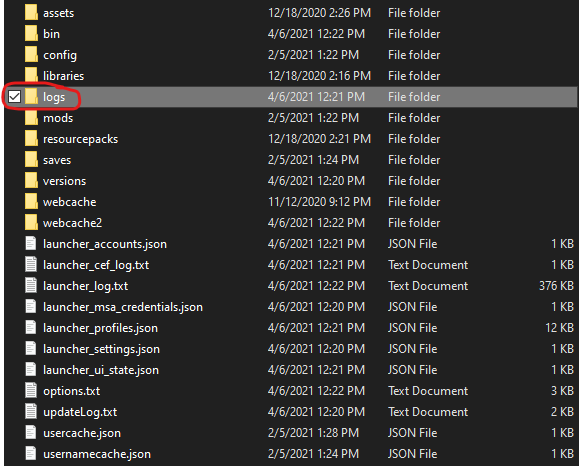 assets 12/18/2020 2:26 PM File folder
bin 4/6/2021 12:22 PM File folder
config 2/5/2021 1:22 PM File folder
libraries 12/18/2020 2:16 PM File folder
logs 4/6/2021 12:21 PM File folder
mods 2/5/2021 1:22 PM File folder
resourcepacks 12/18/2020 2:21 PM File folder
saves 2/5/2021 1:24 PM File folder
versions 4/6/2021 12:20 PM File folder
webcache 11/12/2020 9:12 PM File folder
webcache2 4/6/2021 12:22 PM File folder
launcher_accounts.json 4/6/2021 12:21 PM JSON File 1 KB
launcher_cef_log.txt 4/6/2021 12:21 PM Text Document 1 KB
launcher_log.txt 4/6/2021 12:22 PM Text Document 376 KB
launcher_msa_credentials.json 4/6/2021 12:20 PM JSON File 1 KB
launcher_profiles.json 4/6/2021 12:21 PM JSON File 12 KB
launcher_settings.json 4/6/2021 12:20 PM JSON File 1 KB
launcher_ui_state.json 4/6/2021 12:21 PM JSON File 1 KB
options.txt 4/6/2021 12:22 PM Text Document 3 KB
updateLog.txt 4/6/2021 12:20 PM Text Document 2 KB
usercache.json 2/5/2021 1:28 PM JSON File 1 KB
usernamecache.json 2/5/2021 1:24 PM JSON File 1 KB